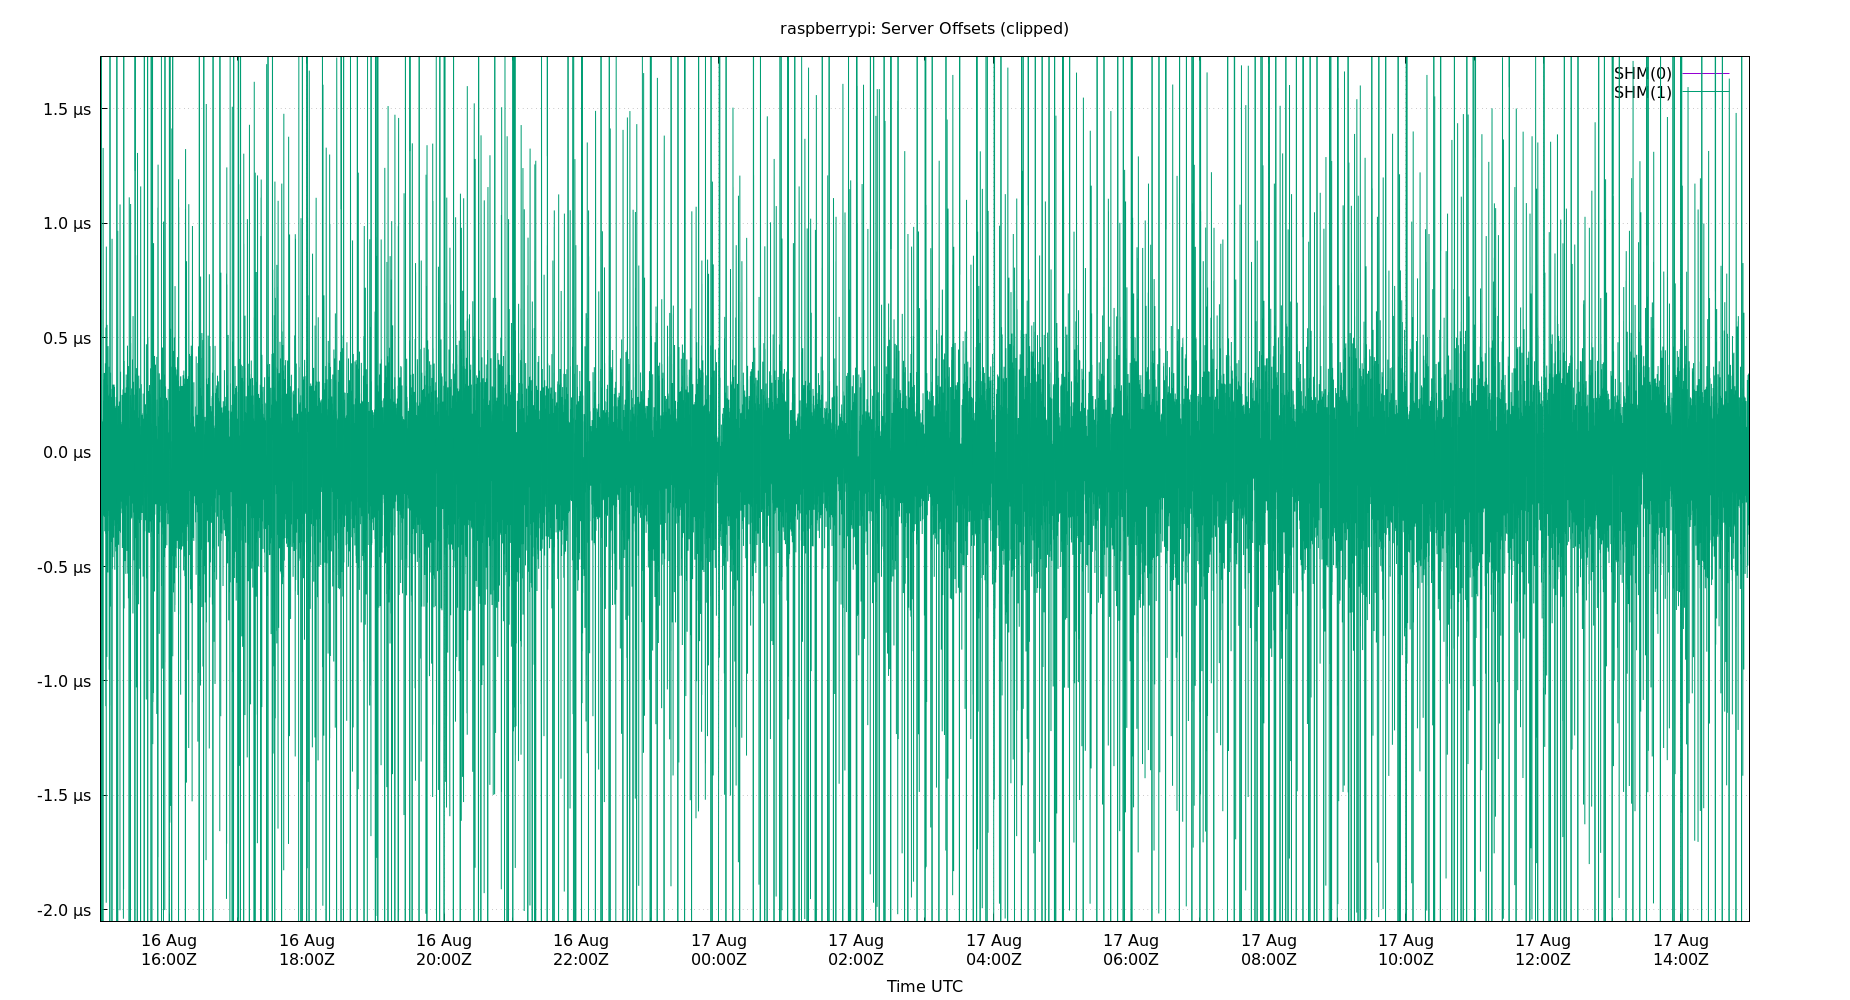 raspberrypi: Server Offsets (clipped)
SHM(0)
SHM(1)
1.5 µs
1.0 µs
0.5 µs
0.0 µs
-0.5 µs
-1.0 µs
-1.5 µs
-2.0 µs
16 Aug 16 Aug 16 Aug 16 Aug 17 Aug 17 Aug 17 Aug 17 Aug 17 Aug 17 Aug 17 Aug 17 Aug
16:00Z 18:00Z 20:00Z 22:00Z 00:00Z 02:00Z 04:00Z 06:00Z 08:00Z 10:00Z 12:00Z 14:00Z
Time UTC